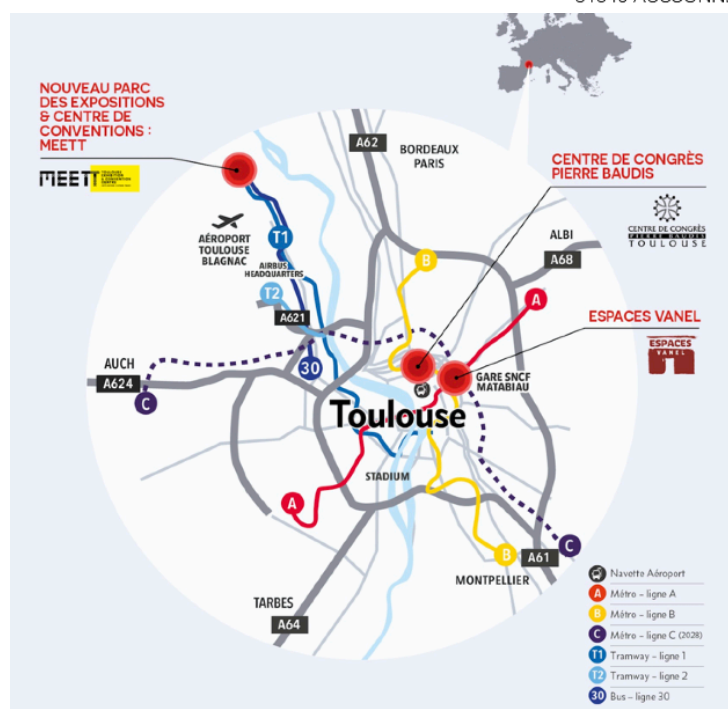 NOUVEAU PARC
DES EXPOSITIONS
& CENTRE DE
CONVENTIONS :
MEETT
MEETT
A62
BORDEAUX
PARIS
CENTRE DE CONGRÈS
PIERRE BAUDIS
CENTRE DE CONGRÈS
PIERRE BAUDIS
TOULOUSE
ALBI
A68
T1
AÉROPORT
TOULOUSE
BLAGNAC
AIRBUS
HEADQUARTERS
B
T2
A
A621
ESPACES VANEL
ESPACES
VANEL
AUCH
A624
C
30
GARE SNCF
MATABIAU
Toulouse
STADIUM
A
B
A61
C
MONTPELLIER
TARBES
A64
Navette Aéroport
A Métro – ligne A
B Métro – ligne B
C Métro – ligne C (2028)
T1 Tramway – ligne 1
T2 Tramway – ligne 2
30 Bus – ligne 30